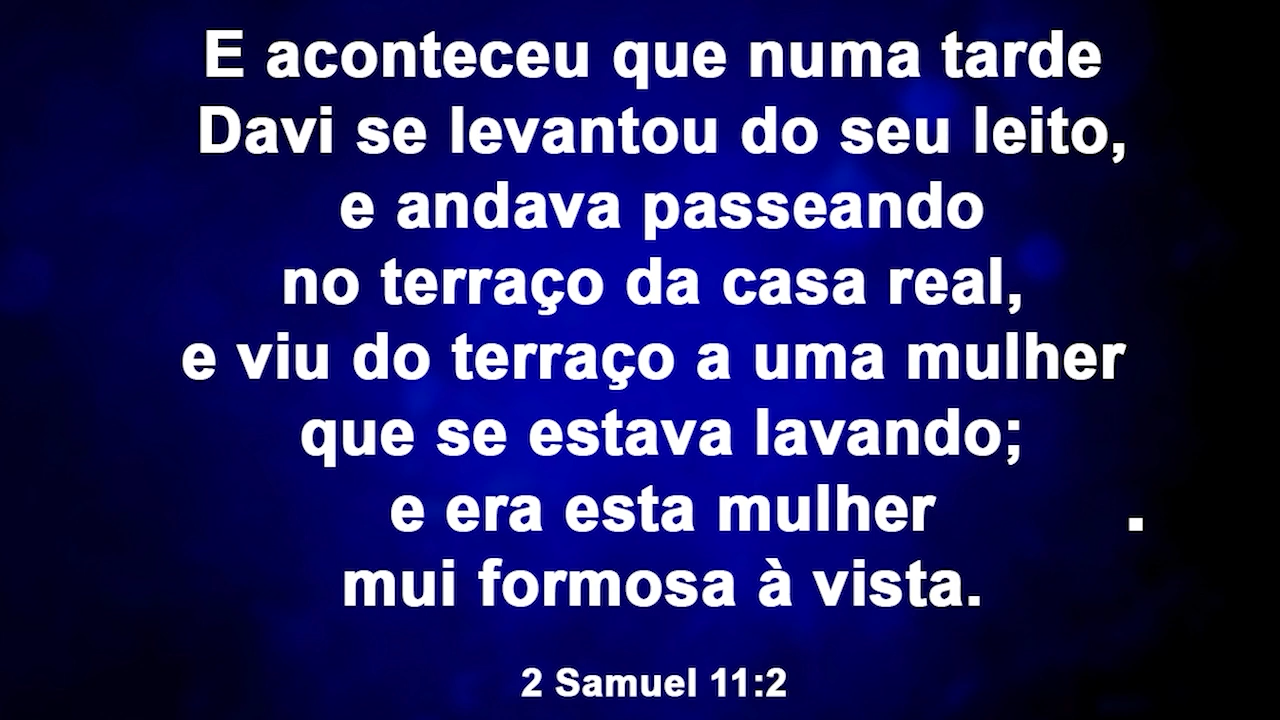 E aconteceu que numa tarde
Davi se levantou do seu leito,
e andava passeando
no terraço da casa real,
e viu do terraço a uma mulher
que se estava lavando;
e era esta mulher .
mui formosa à vista.
2 Samuel 11:2